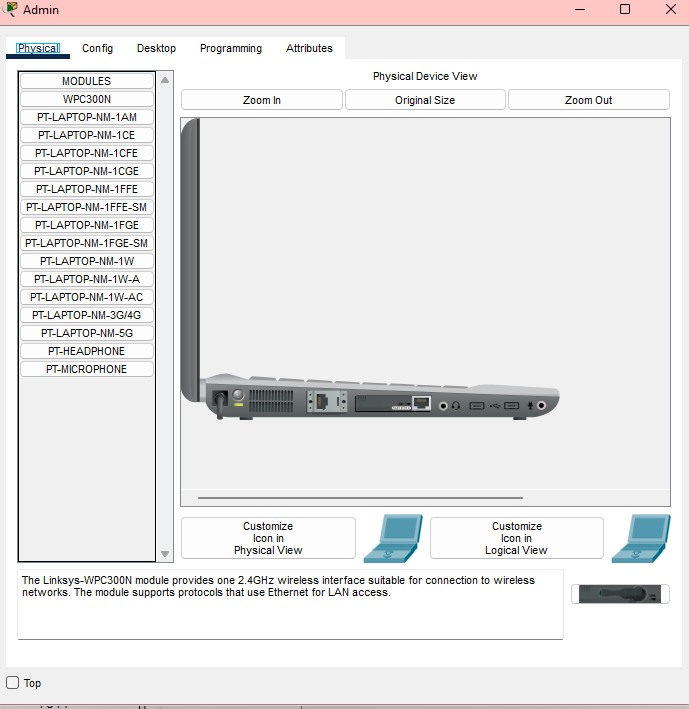 Admin
Physical Config Desktop Programming Attributes
MODULES
WPC300N
PT-LAPTOP-NM-1AM
PT-LAPTOP-NM-1CE
PT-LAPTOP-NM-1CFE
PT-LAPTOP-NM-1CGE
PT-LAPTOP-NM-1FFE
PT-LAPTOP-NM-1FFE-SM
PT-LAPTOP-NM-1FGE
PT-LAPTOP-NM-1FGE-SM
PT-LAPTOP-NM-1W
PT-LAPTOP-NM-1W-A
PT-LAPTOP-NM-1W-AC
PT-LAPTOP-NM-3G/4G
PT-LAPTOP-NM-5G
PT-HEADPHONE
PT-MICROPHONE
Physical Device View
Zoom In Original Size Zoom Out
Customize
Icon in
Physical View
Customize
Icon in
Logical View
The Linksys-WPC300N module provides one 2.4GHz wireless interface suitable for connection to wireless
networks. The module supports protocols that use Ethernet for LAN access.
Top